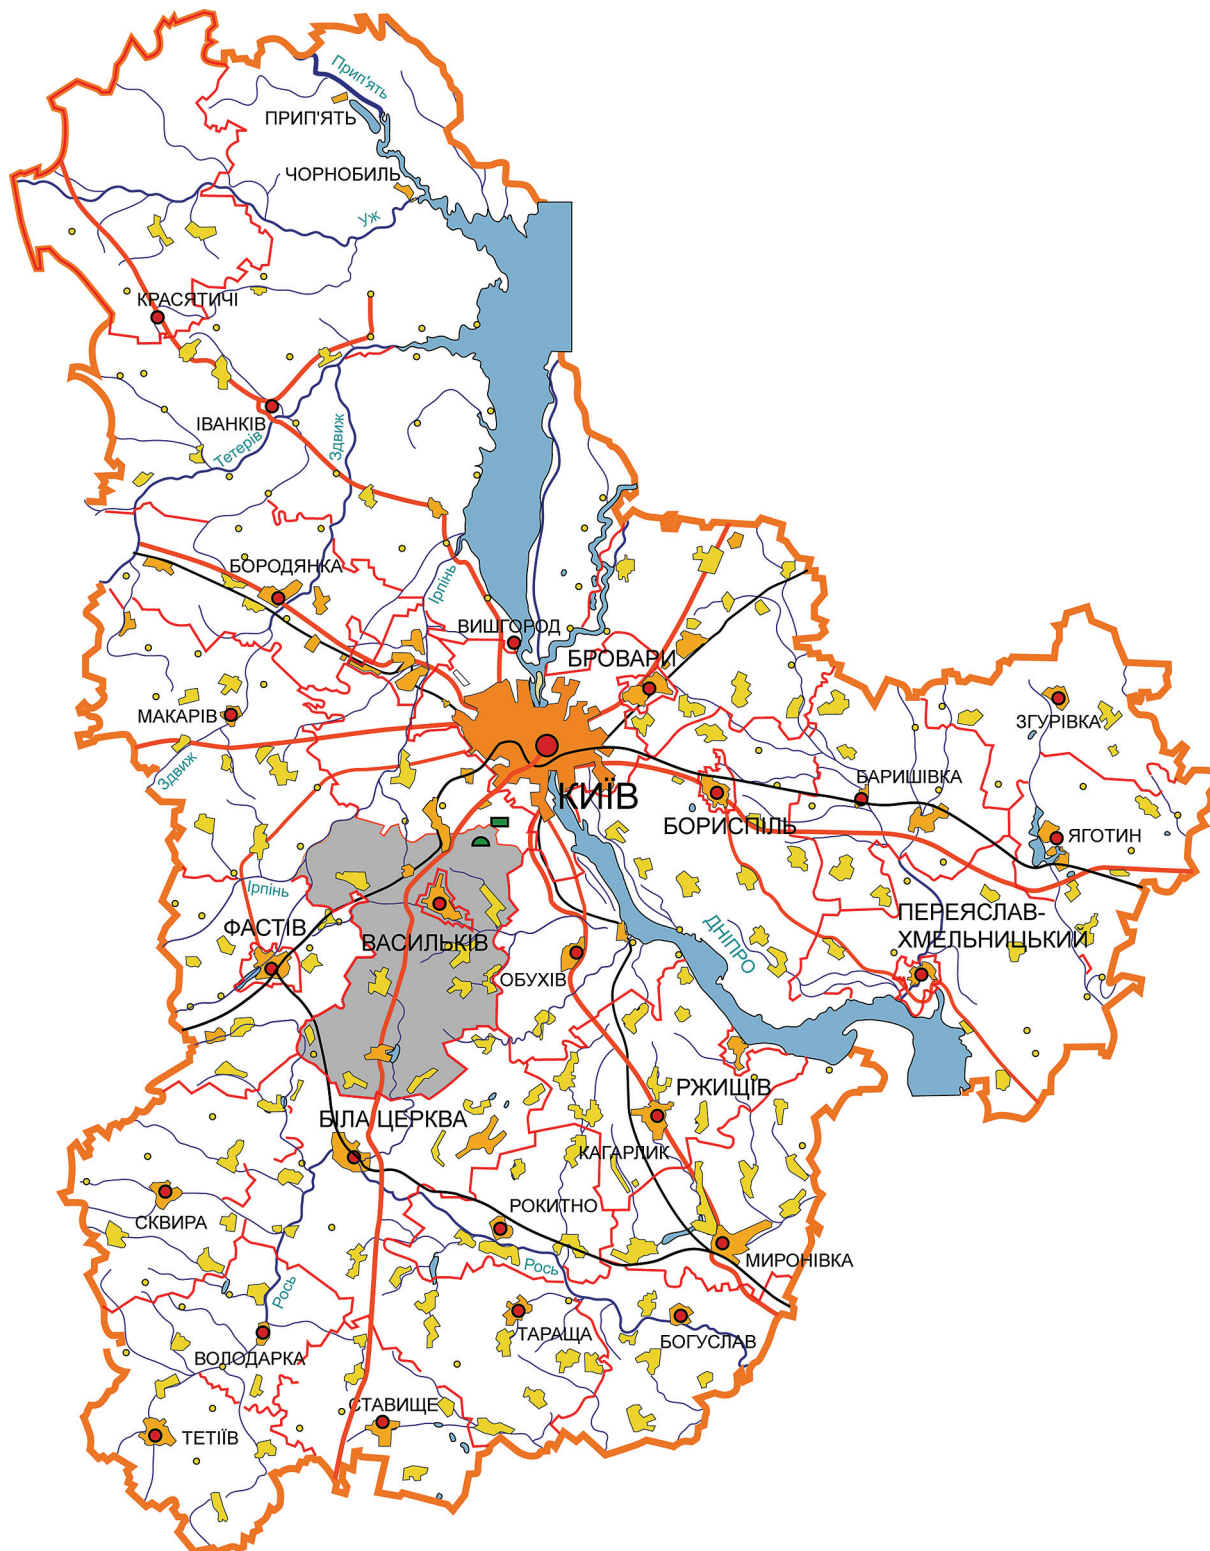 Прип'ять
ПРИП'ЯТЬ
ЧОРНОБИЛЬ
Уж
КРАСЯТИЧІ
ІВАНКІВ
Тетерів
Здвиж
БОРОДЯНКА
Ірпінь
ВИШГОРОД
БРОВАРИ
МАКАРІВ
ЗГУРІВКА
Здвиж
КИЇВ
БАРИШІВКА
БОРИСПІЛЬ
ЯГОТИН
Ірпінь
ФАСТІВ
ВАСИЛЬКІВ
ДНІПРО
ПЕРЕЯСЛАВ-
ХМЕЛЬНИЦЬКИЙ
ОБУХІВ
РЖИЩІВ
БІЛА ЦЕРКВА
КАГАРЛИК
СКВИРА
РОКИТНО
МИРОНІВКА
Рось
Рось
ТАРАЩА
БОГУСЛАВ
ВОЛОДАРКА
СТАВИЩЕ
ТЕТІЇВ